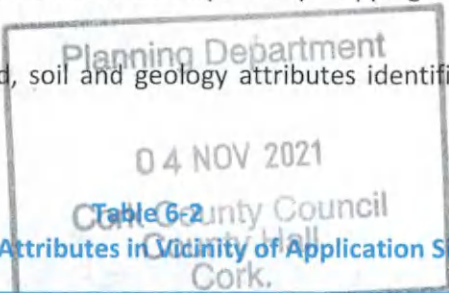 Planning Department
d, soil and geology attributes identifi
04 NOV 2021
Table 6-2
Cork County Council
Attributes in Vicinity of Application S
County Hall
Cork.